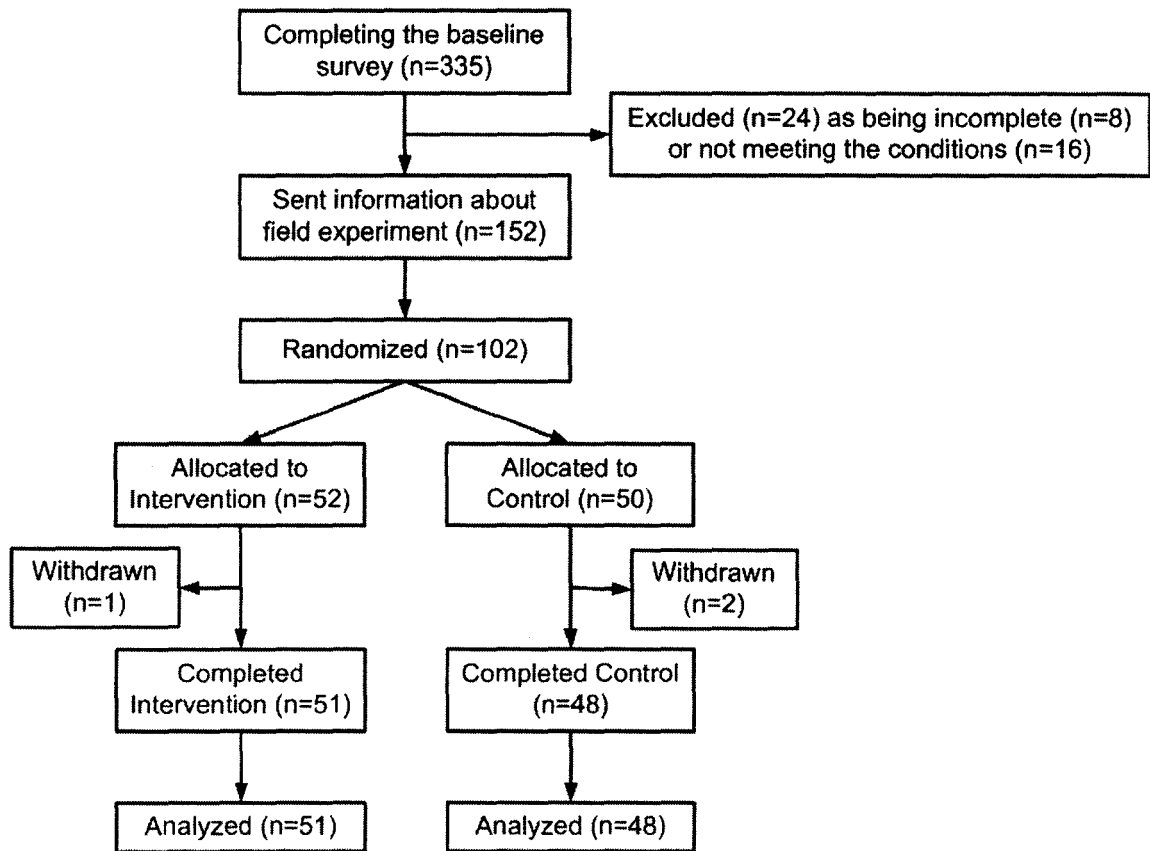 Completing the baseline
survey (n=335)
Excluded (n=24) as being incomplete (n=8)
or not meeting the conditions (n=16)
Sent information about
field experiment (n=152)
Randomized (n=102)
Allocated to
Intervention (n=52)
Allocated to
Control (n=50)
Withdrawn
(n=1)
Withdrawn
(n=2)
Completed
Intervention (n=51)
Completed Control
(n=48)
Analyzed (n=51)
Analyzed (n=48)